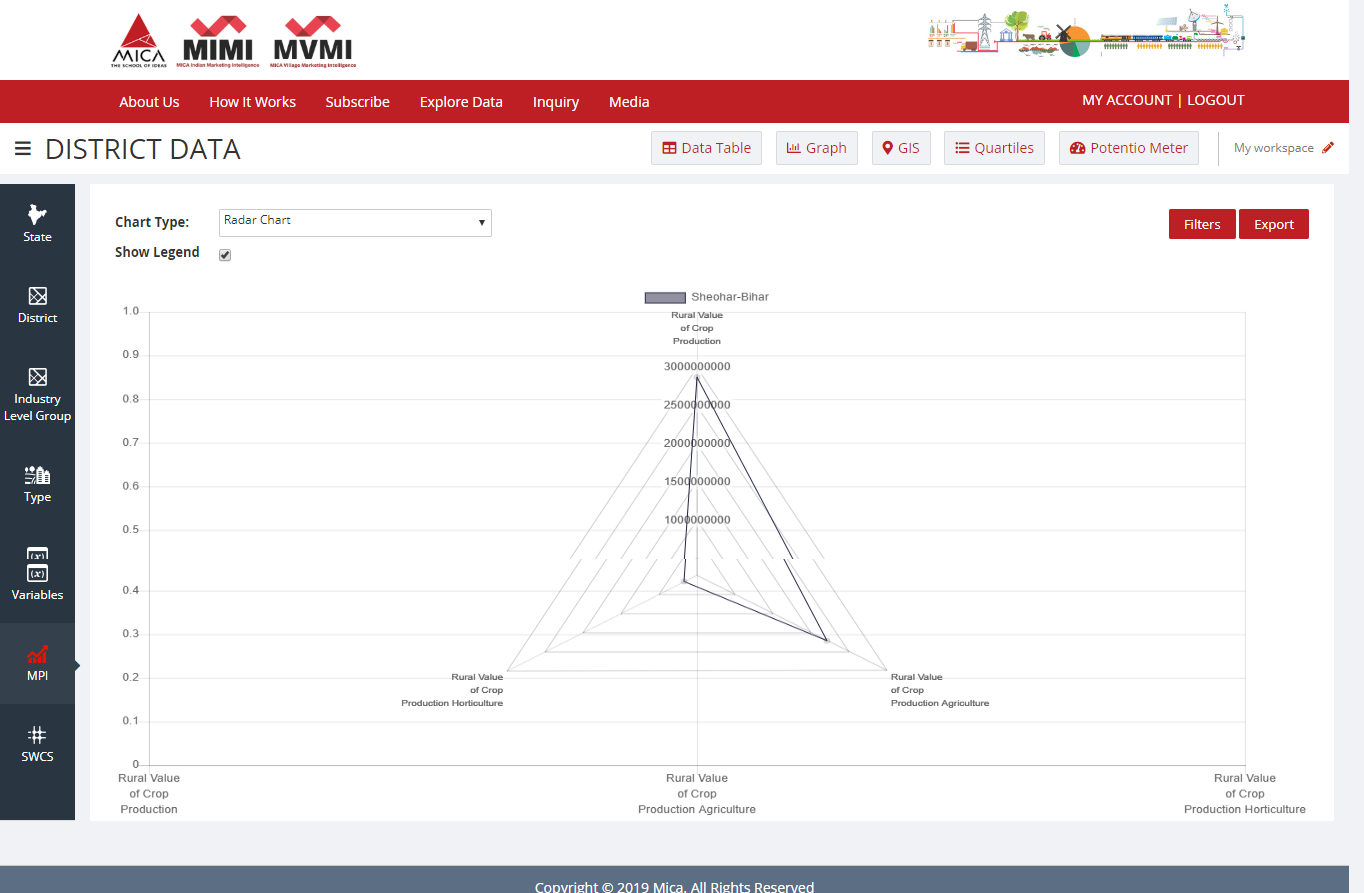 MICA
THE SCHOOL OF IDEAS
MIMI
MICA Indian Marketing Intelligence
MVMI
MICA Village Marketing Intelligence
About Us
How It Works
Subscribe
Explore Data
Inquiry
Media
MY ACCOUNT | LOGOUT
DISTRICT DATA
Data Table
Graph
GIS
Quartiles
Potentio Meter
My workspace
State
District
Industry
Level Group
Type
(x)
(x)
Variables
MPI
SWCS
Chart Type:
Radar Chart
Show Legend
Filters
Export
Sheohar-Bihar
Rural Value
of Crop
Production
3000000000
2500000000
2000000000
1500000000
1000000000
Rural Value
of Crop
Production Horticulture
Rural Value
of Crop
Production Agriculture
1.0
0.9
0.8
0.7
0.6
0.5
0.4
0.3
0.2
0.1
0
Rural Value
of Crop
Production
Rural Value
of Crop
Production Agriculture
Rural Value
of Crop
Production Horticulture
Copyright © 2019 Mica. All Rights Reserved